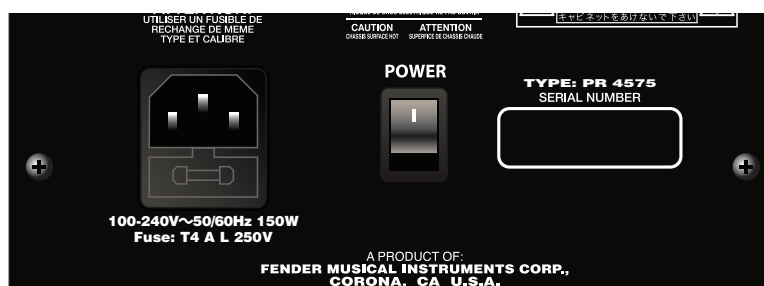 UTILISER UN FUSIBLE DE
RECHANGE DE MEME
TYPE ET CALIBRE
CAUTION ATTENTION
CHASSIS SURFACE HOT SUPERFICE DE CHASSIS CHAUDE
キャビネットをあけないで下さい
POWER
TYPE: PR 4575
SERIAL NUMBER
100-240V～50/60Hz 150W
Fuse: T4 A L 250V
A PRODUCT OF:
FENDER MUSICAL INSTRUMENTS CORP.,
CORONA, CA U.S.A.